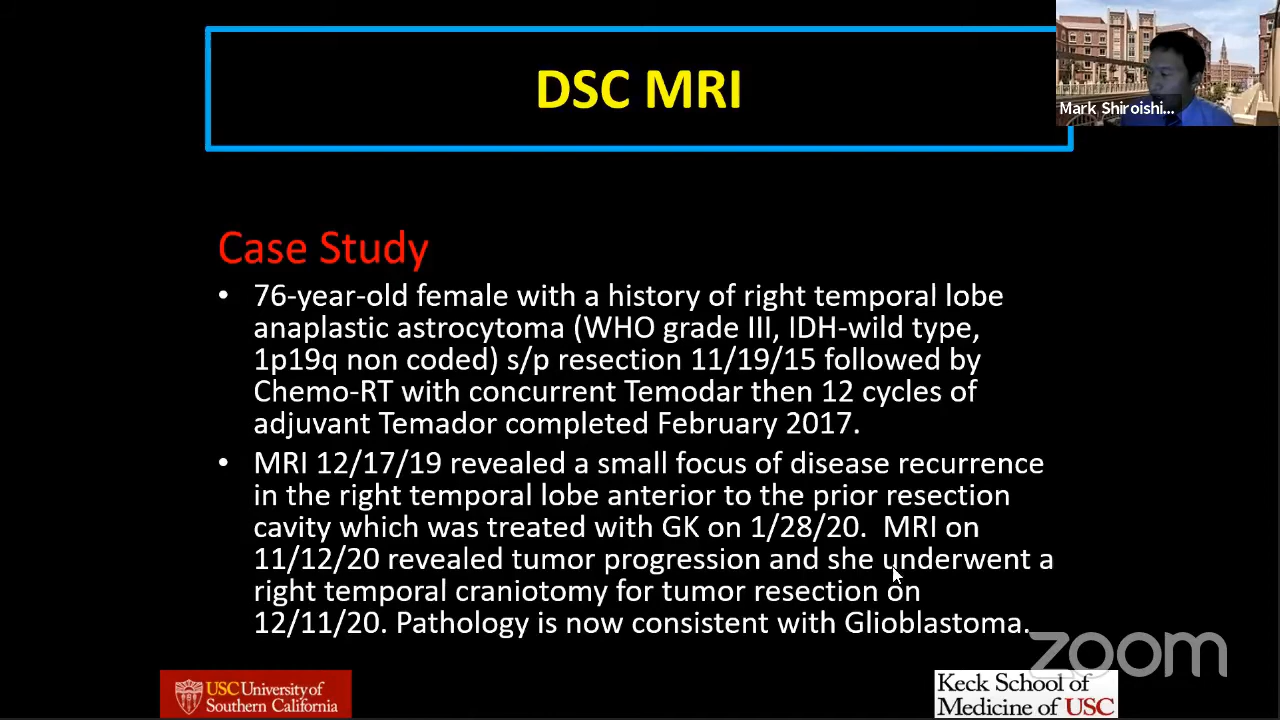 DSC MRI
Mark Shiroishi...
Case Study
• 76-year-old female with a history of right temporal lobe
anaplastic astrocytoma (WHO grade III, IDH-wild type,
1p19q non coded) s/p resection 11/19/15 followed by
Chemo-RT with concurrent Temodar then 12 cycles of
adjuvant Temador completed February 2017.
• MRI 12/17/19 revealed a small focus of disease recurrence
in the right temporal lobe anterior to the prior resection
cavity which was treated with GK on 1/28/20.  MRI on
11/12/20 revealed tumor progression and she underwent a
right temporal craniotomy for tumor resection on
12/11/20. Pathology is now consistent with Glioblastoma.
zoom
USC University of
Southern California
Keck School of
Medicine of USC